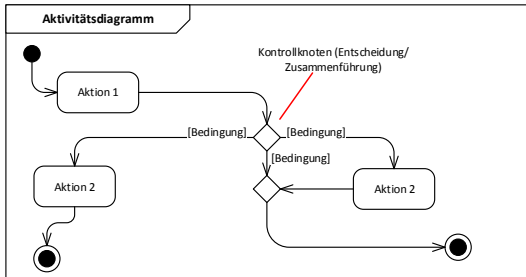 Aktivitätsdiagramm
Kontrollknoten (Entscheidung/
Zusammenführung)
Aktion 1
[Bedingung]
[Bedingung]
[Bedingung]
Aktion 2
Aktion 2